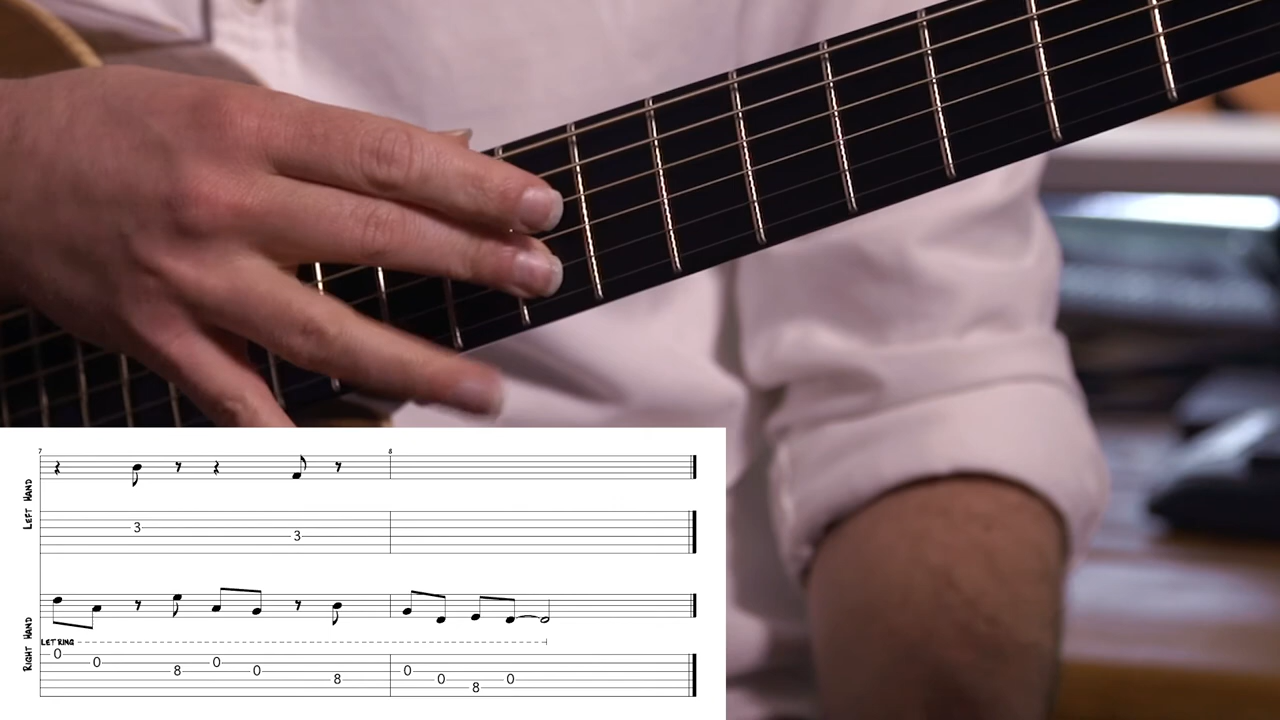 7 8
LEFT HAND
3
3
RIGHT HAND
LET RING
0 0 8 0 0 8 0 0 8 0